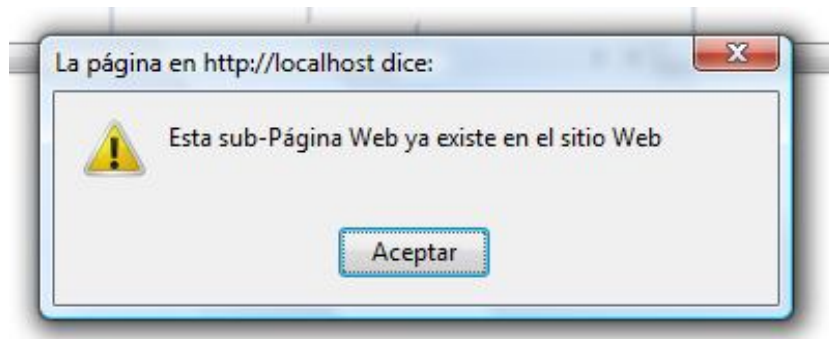 La página en http://localhost dice:
Esta sub-Página Web ya existe en el sitio Web
Aceptar